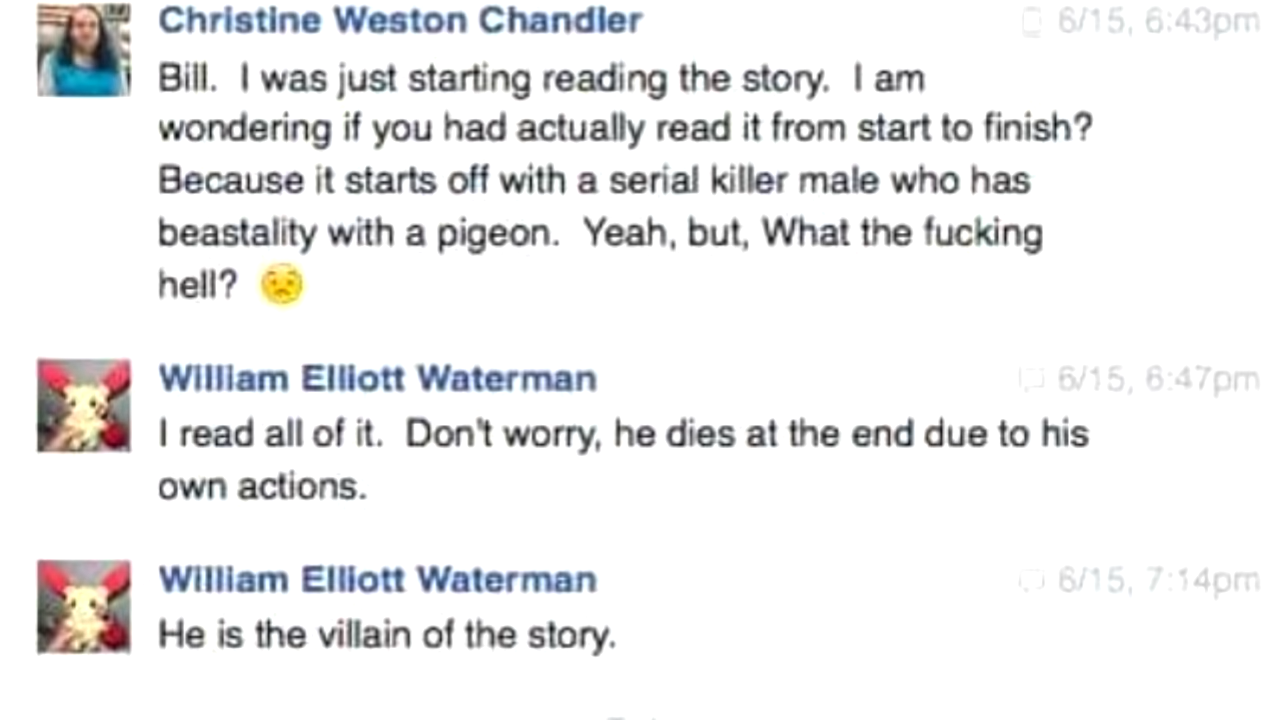 Christine Weston Chandler 6/15, 6:43pm
Bill.  I was just starting reading the story.  I am
wondering if you had actually read it from start to finish?
Because it starts off with a serial killer male who has
beastality with a pigeon.  Yeah, but, What the fucking
hell? 😟
William Elliott Waterman 6/15, 6:47pm
I read all of it.  Don't worry, he dies at the end due to his
own actions.
William Elliott Waterman 6/15, 7:14pm
He is the villain of the story.